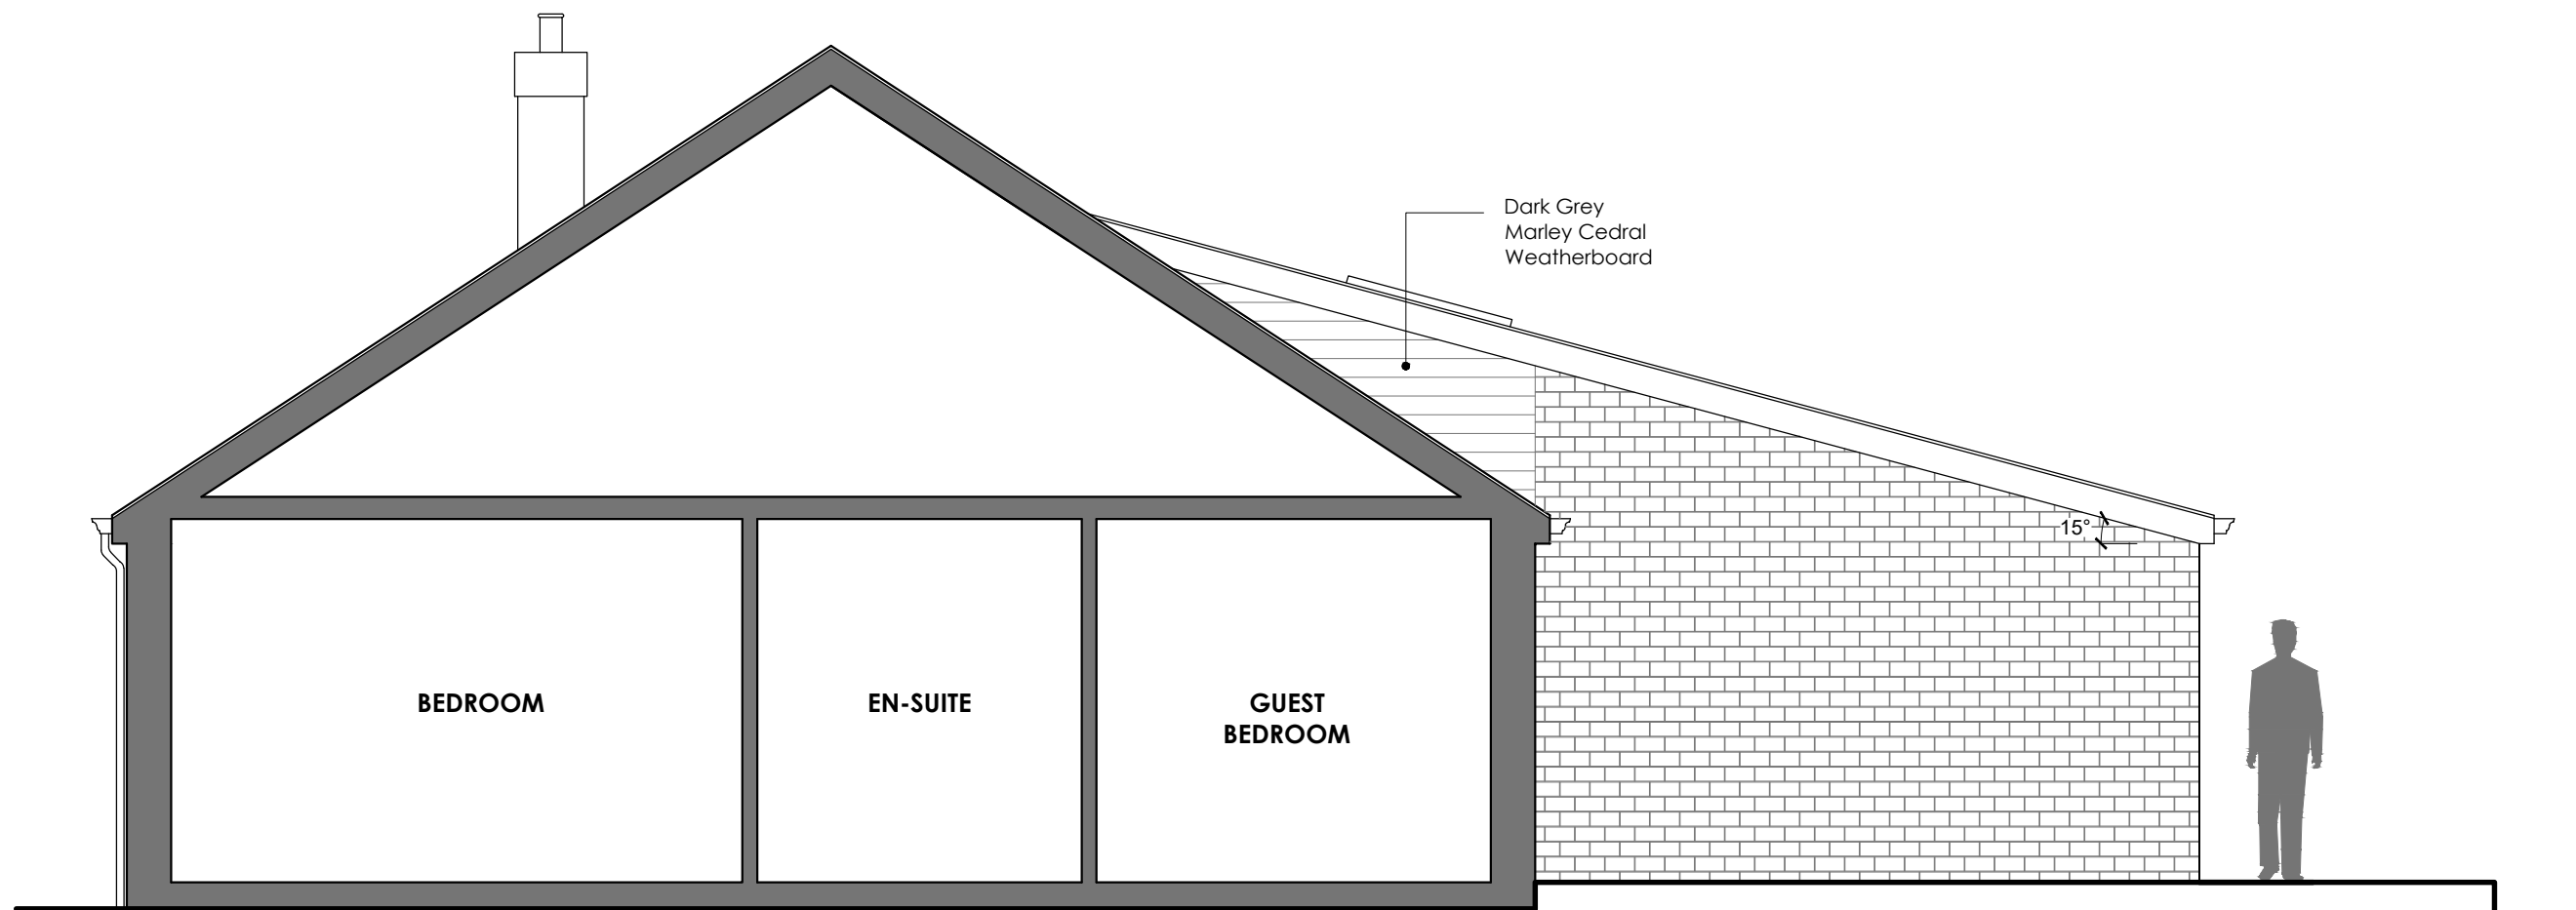 Dark Grey
Marley Cedral
Weatherboard
15°
BEDROOM
EN-SUITE
GUEST
BEDROOM